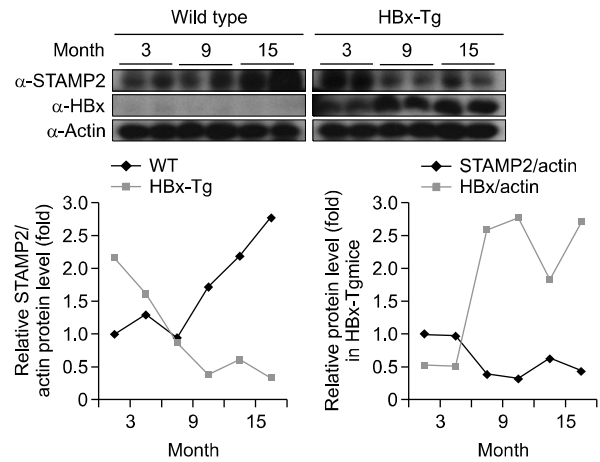 Wild type HBx-Tg
Month 3 9 15 3 9 15
α-STAMP2
α-HBx
α-Actin
WT
HBx-Tg
Relative STAMP2/
actin protein level (fold)
3.0
2.5
2.0
1.5
1.0
0.5
0
3 9 15
Month
STAMP2/actin
HBx/actin
Relative protein level (fold)
in HBx-Tgmice
3.0
2.5
2.0
1.5
1.0
0.5
0
3 9 15
Month